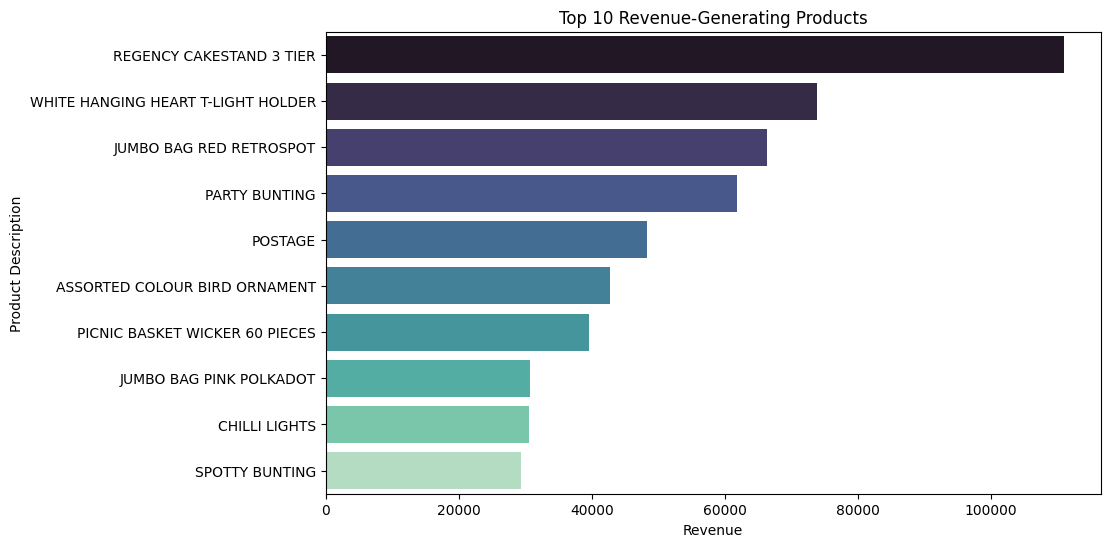 Top 10 Revenue-Generating Products
Product Description
REGENCY CAKESTAND 3 TIER
WHITE HANGING HEART T-LIGHT HOLDER
JUMBO BAG RED RETROSPOT
PARTY BUNTING
POSTAGE
ASSORTED COLOUR BIRD ORNAMENT
PICNIC BASKET WICKER 60 PIECES
JUMBO BAG PINK POLKADOT
CHILLI LIGHTS
SPOTTY BUNTING
0 20000 40000 60000 80000 100000
Revenue